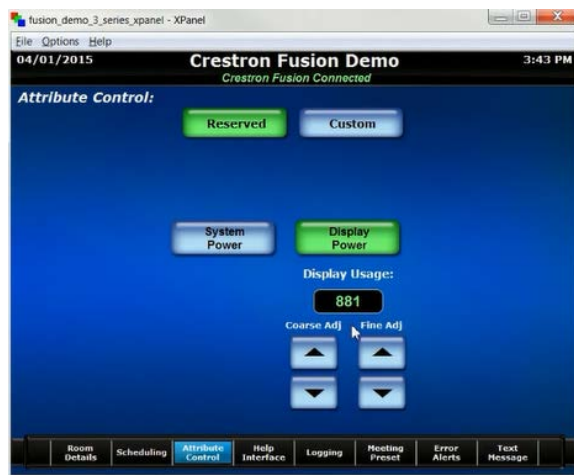 fusion_demo_3_series_xpanel - XPanel
File Options Help
04/01/2015 Crestron Fusion Demo 3:43 PM
Crestron Fusion Connected
Attribute Control:
Reserved Custom
System Power Display Power
Display Usage:
881
Coarse Adj Fine Adj
Room Details Scheduling Attribute Control Help Interface Logging Meeting Preset Error Alerts Text Message